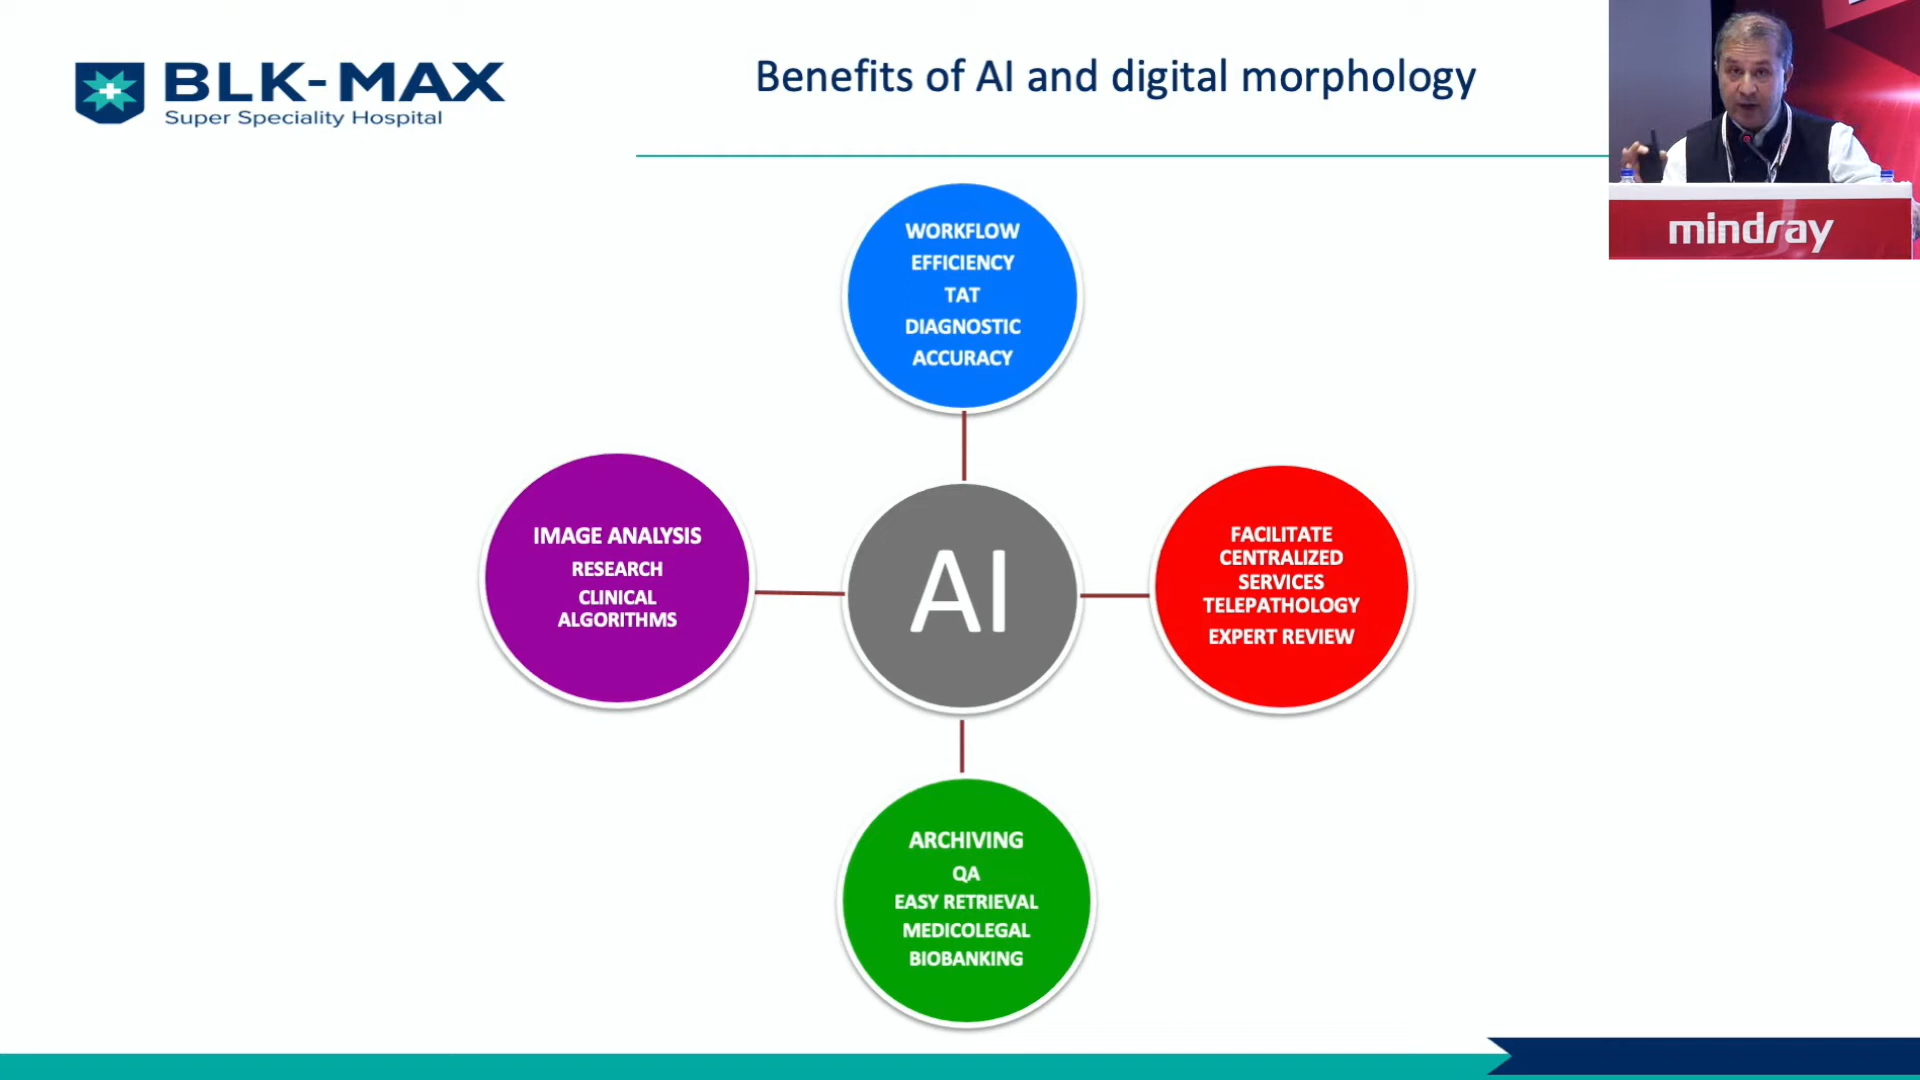 BLK-MAX
Super Speciality Hospital
Benefits of AI and digital morphology
mindray
WORKFLOW
EFFICIENCY
TAT
DIAGNOSTIC
ACCURACY
IMAGE ANALYSIS
RESEARCH
CLINICAL
ALGORITHMS
AI
FACILITATE
CENTRALIZED
SERVICES
TELEPATHOLOGY
EXPERT REVIEW
ARCHIVING
QA
EASY RETRIEVAL
MEDICOLEGAL
BIOBANKING